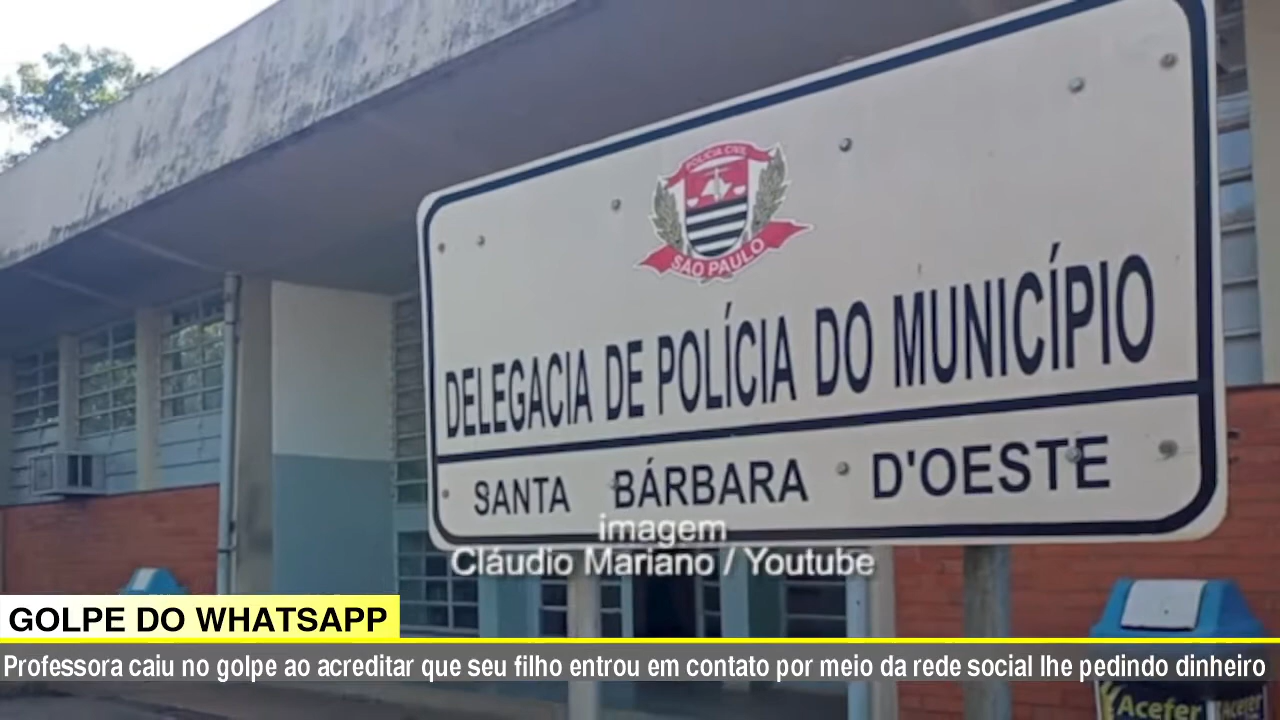 POLÍCIA CIVIL
SÃO PAULO
DELEGACIA DE POLÍCIA DO MUNICÍPIO
SANTA BÁRBARA D'OESTE
imagem
Cláudio Mariano / Youtube
GOLPE DO WHATSAPP
Professora caiu no golpe ao acreditar que seu filho entrou em contato por meio da rede social lhe pedindo dinheiro
Acefer
Acefer